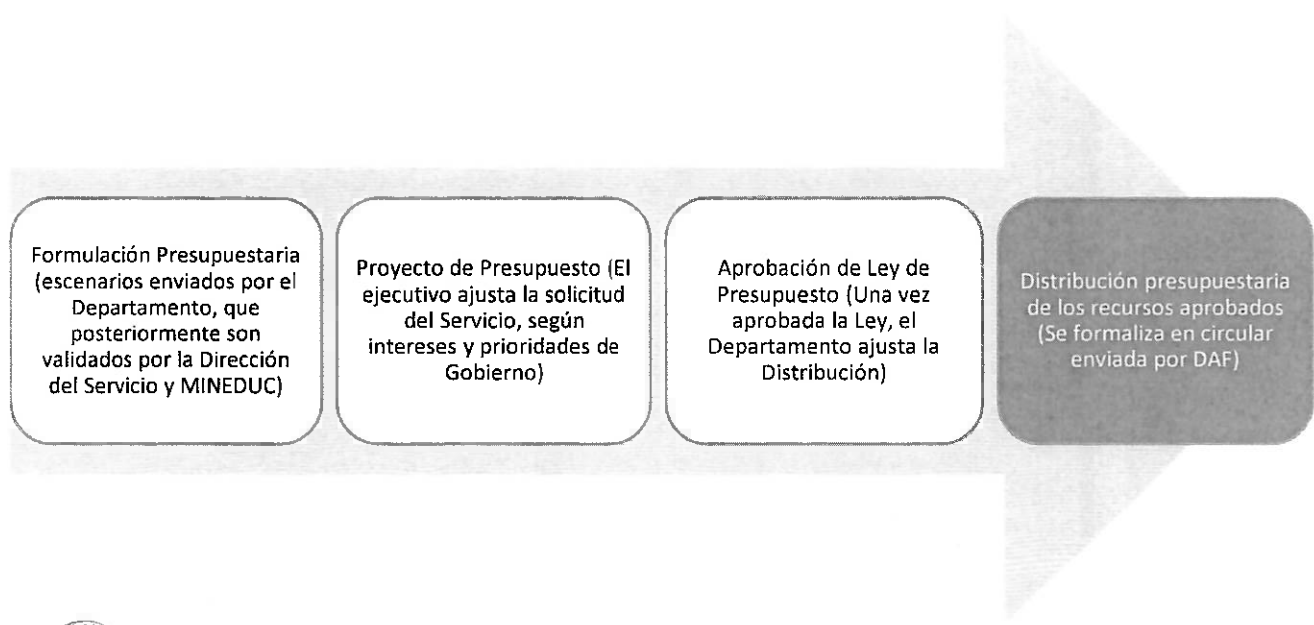 Formulación Presupuestaria
(escenarios enviados por el
Departamento, que
posteriormente son
validados por la Dirección
del Servicio y MINEDUC)
Proyecto de Presupuesto (El
ejecutivo ajusta la solicitud
del Servicio, según
intereses y prioridades de
Gobierno)
Aprobación de Ley de
Presupuesto (Una vez
aprobada la Ley, el
Departamento ajusta la
Distribución)
Distribución presupuestaria
de los recursos aprobados
(Se formaliza en circular
enviada por DAF)